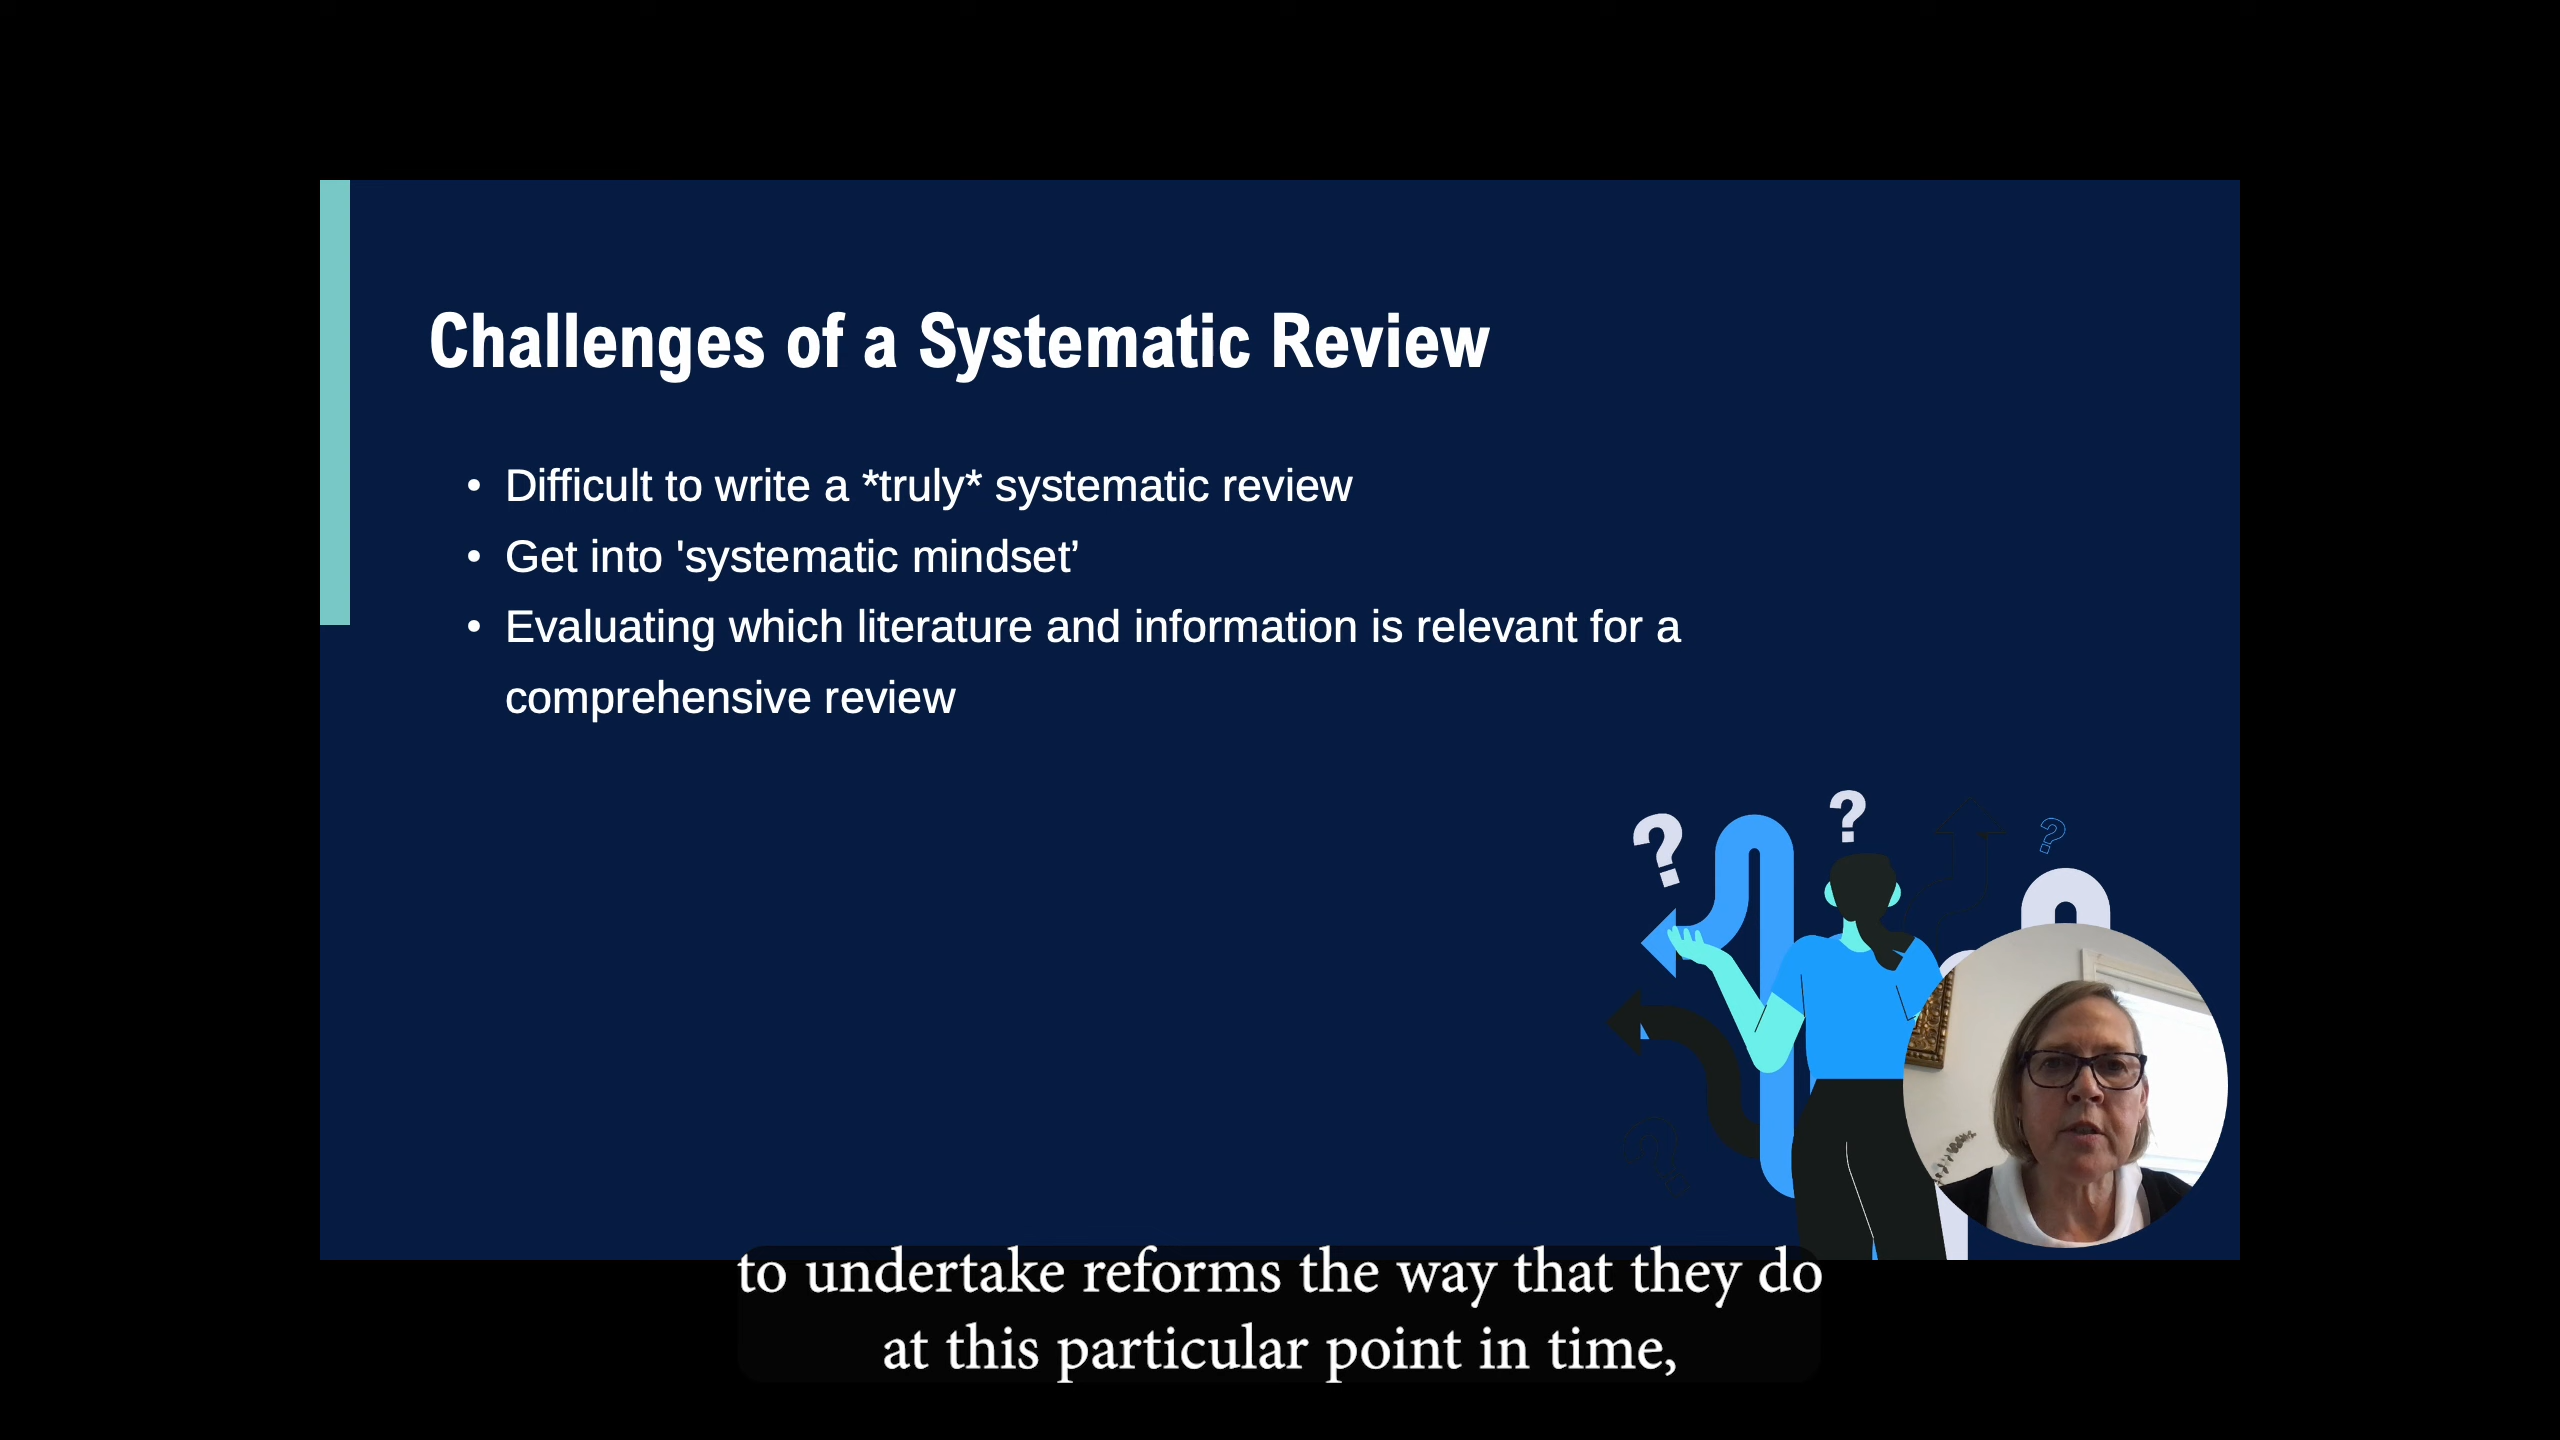 Challenges of a Systematic Review
• Difficult to write a *truly* systematic review
• Get into 'systematic mindset’
• Evaluating which literature and information is relevant for a
comprehensive review
?
?
?
to undertake reforms the way that they do
at this particular point in time,